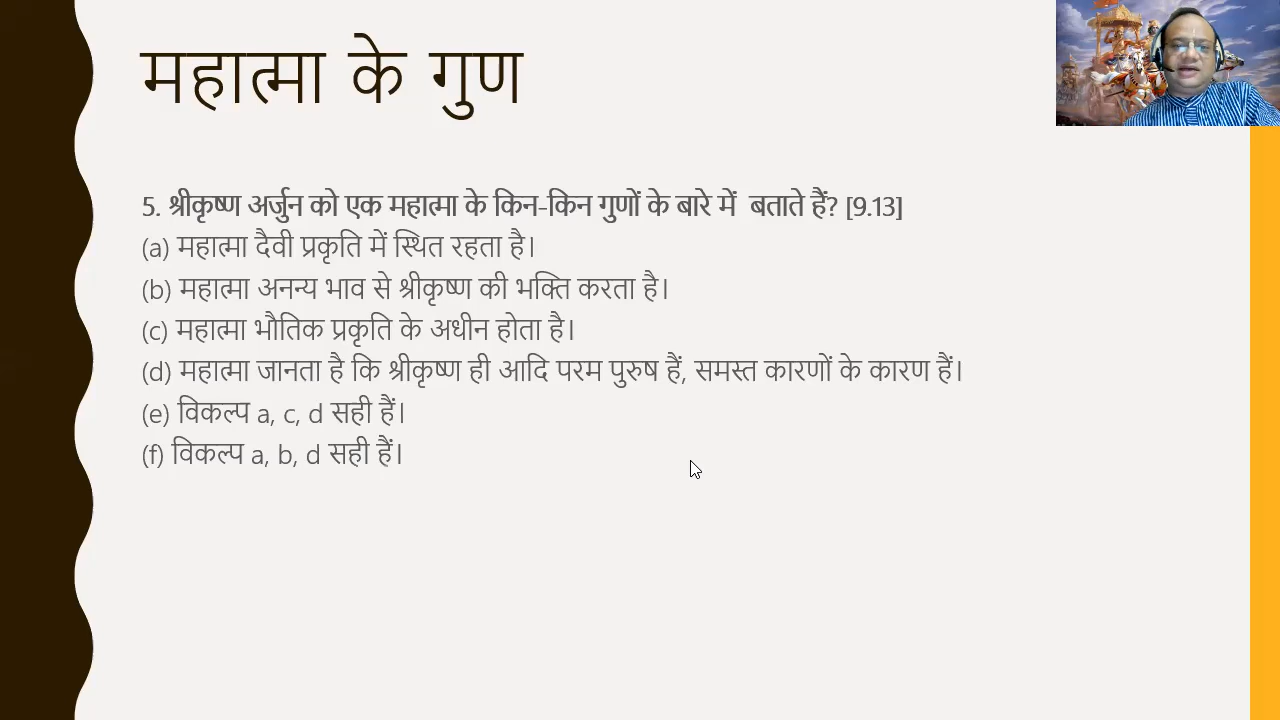 महात्मा के गुण
5. श्रीकृष्ण अर्जुन को एक महात्मा के किन-किन गुणों के बारे में बताते हैं? [9.13]
(a) महात्मा दैवी प्रकृति में स्थित रहता है।
(b) महात्मा अनन्य भाव से श्रीकृष्ण की भक्ति करता है।
(c) महात्मा भौतिक प्रकृति के अधीन होता है।
(d) महात्मा जानता है कि श्रीकृष्ण ही आदि परम पुरुष हैं, समस्त कारणों के कारण हैं।
(e) विकल्प a, c, d सही हैं।
(f) विकल्प a, b, d सही हैं।